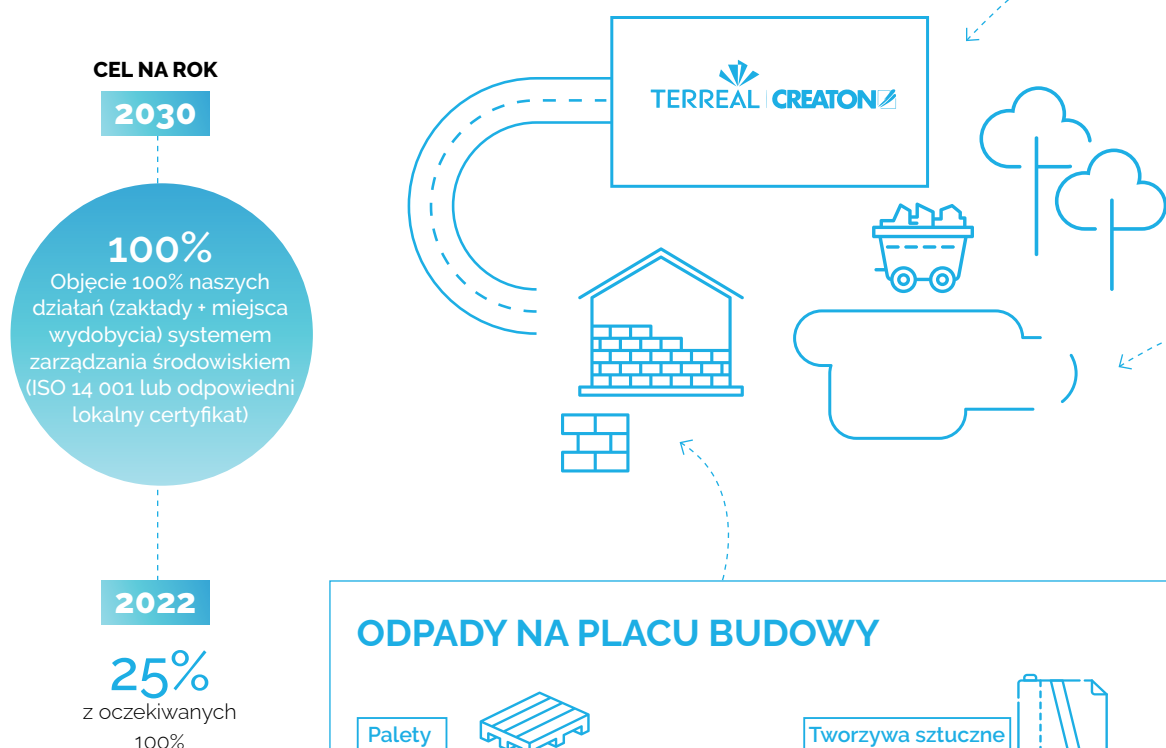 CEL NA ROK
2030
100%
Objęcie 100% naszych
działań (zakłady + miejsca
wydobycia) systemem
zarządzania środowiskiem
(ISO 14 001 lub odpowiedni
lokalny certyfikat)
2022
25%
z oczekiwanych
100%
TERREAL CREATON
ODPADY NA PLACU BUDOWY
Palety
Tworzywa sztuczne